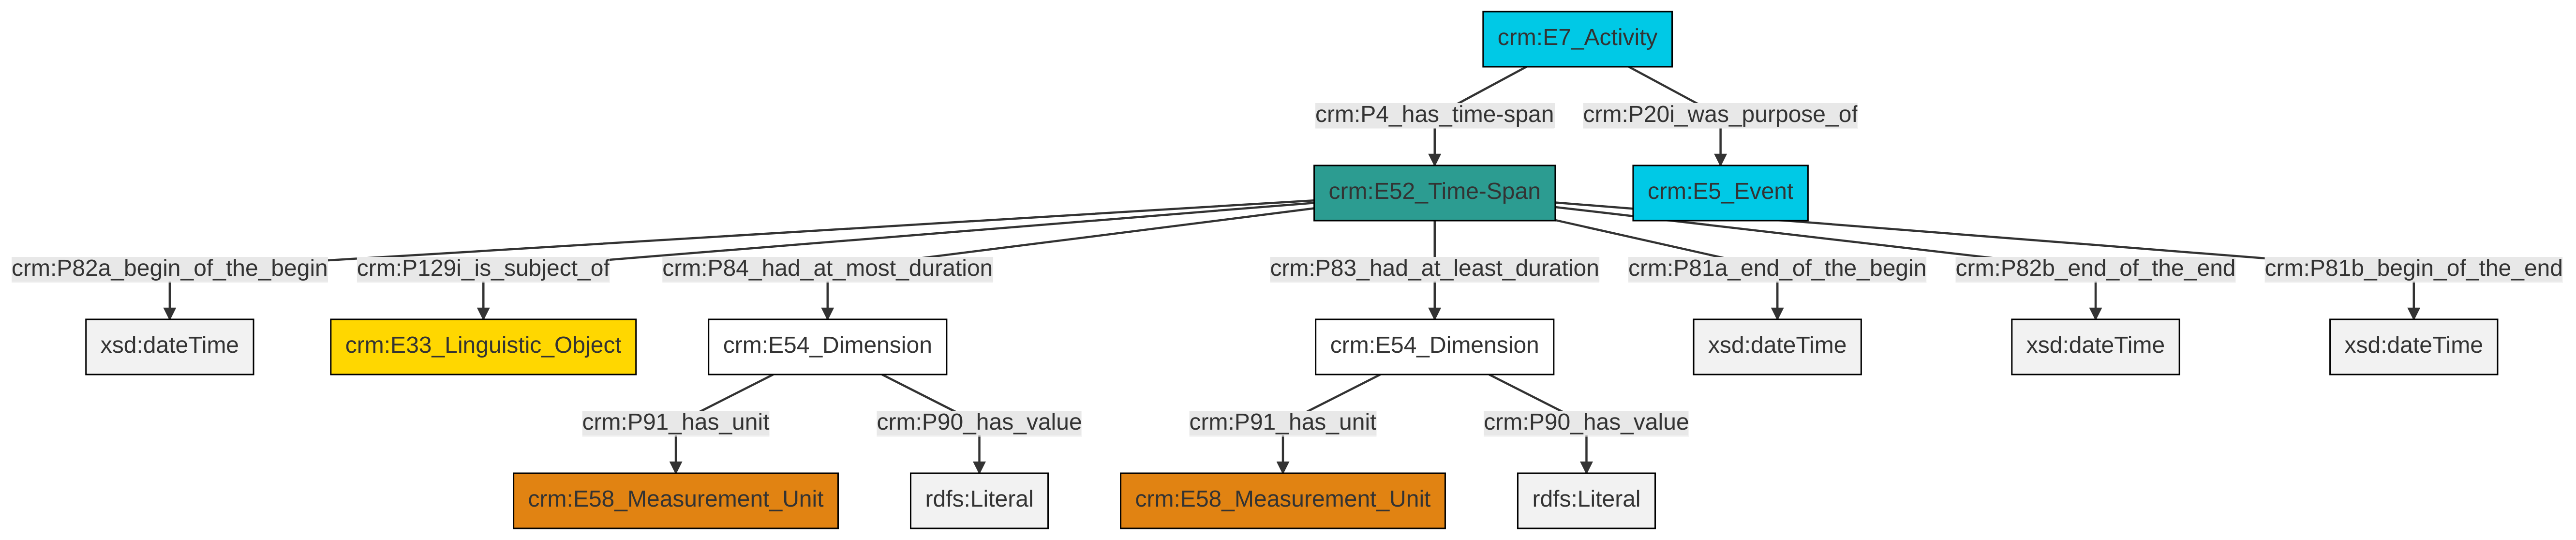 crm:E7_Activity
crm:P4_has_time-span
crm:P20i_was_purpose_of
crm:E52_Time-Span
crm:E5_Event
crm:P82a_begin_of_the_begin
crm:P129i_is_subject_of
crm:P84_had_at_most_duration
crm:P83_had_at_least_duration
crm:P81a_end_of_the_begin
crm:P82b_end_of_the_end
crm:P81b_begin_of_the_end
xsd:dateTime
crm:E33_Linguistic_Object
crm:E54_Dimension
crm:E54_Dimension
xsd:dateTime
xsd:dateTime
xsd:dateTime
crm:P91_has_unit
crm:P90_has_value
crm:P91_has_unit
crm:P90_has_value
crm:E58_Measurement_Unit
rdfs:Literal
crm:E58_Measurement_Unit
rdfs:Literal